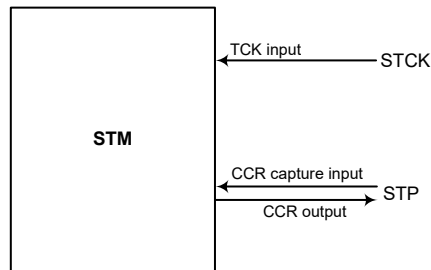 TCK input
STCK
STM
CCR capture input
STP
CCR output